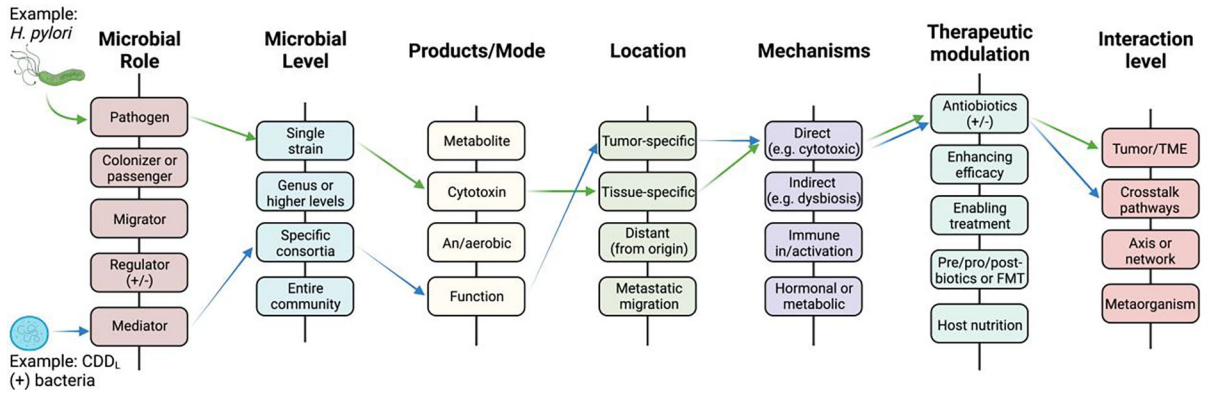 Example:
H. pylori
Microbial
Role
Pathogen
Colonizer or
passenger
Migrator
Regulator
(+/-)
Mediator
Example: CDDL
(+) bacteria
Microbial
Level
Single
strain
Genus or
higher levels
Specific
consortia
Entire
community
Products/Mode
Metabolite
Cytotoxin
An/aerobic
Function
Location
Tumor-specific
Tissue-specific
Distant
(from origin)
Metastatic
migration
Mechanisms
Direct
(e.g. cytotoxic)
Indirect
(e.g. dysbiosis)
Immune
in/activation
Hormonal or
metabolic
Therapeutic
modulation
Antibiotics
(+/-)
Enhancing
efficacy
Enabling
treatment
Pre/pro/post-
biotics or FMT
Host nutrition
Interaction
level
Tumor/TME
Crosstalk
pathways
Axis or
network
Metaorganism